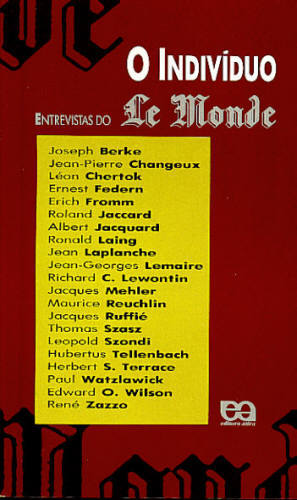 de
O INDIVÍDUO
ENTREVISTAS DO Le Monde
Joseph Berke
Jean-Pierre Changeux
Léon Chertok
Ernest Federn
Erich Fromm
Roland Jaccard
Albert Jacquard
Ronald Laing
Jean Laplanche
Jean-Georges Lemaire
Richard C. Lewontin
Jacques Mehler
Maurice Reuchlin
Jacques Ruffié
Thomas Szasz
Leopold Szondi
Hubertus Tellenbach
Herbert S. Terrace
Paul Watzlawick
Edward O. Wilson
René Zazzo
editora ática
Mond